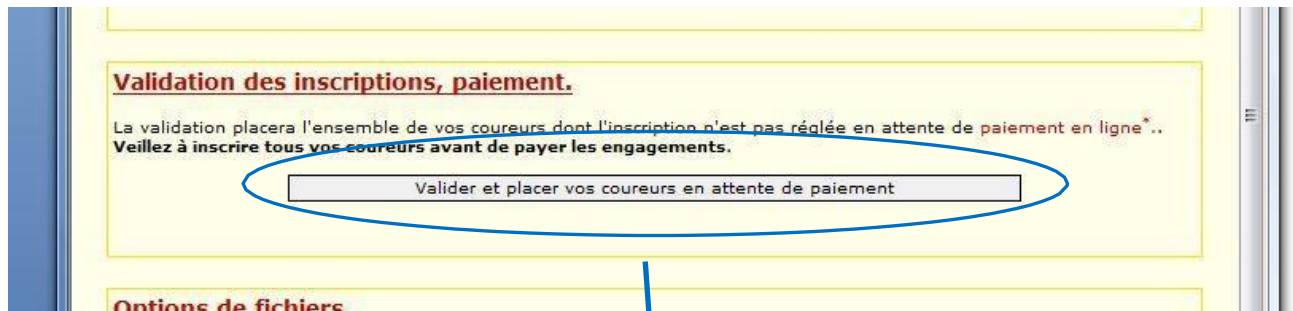 Validation des inscriptions, paiement.
La validation placera l'ensemble de vos coureurs dont l'inscription n'est pas réglée en attente de paiement en ligne*..
Veillez à inscrire tous vos coureurs avant de payer les engagements.
Valider et placer vos coureurs en attente de paiement
Options de fichiers